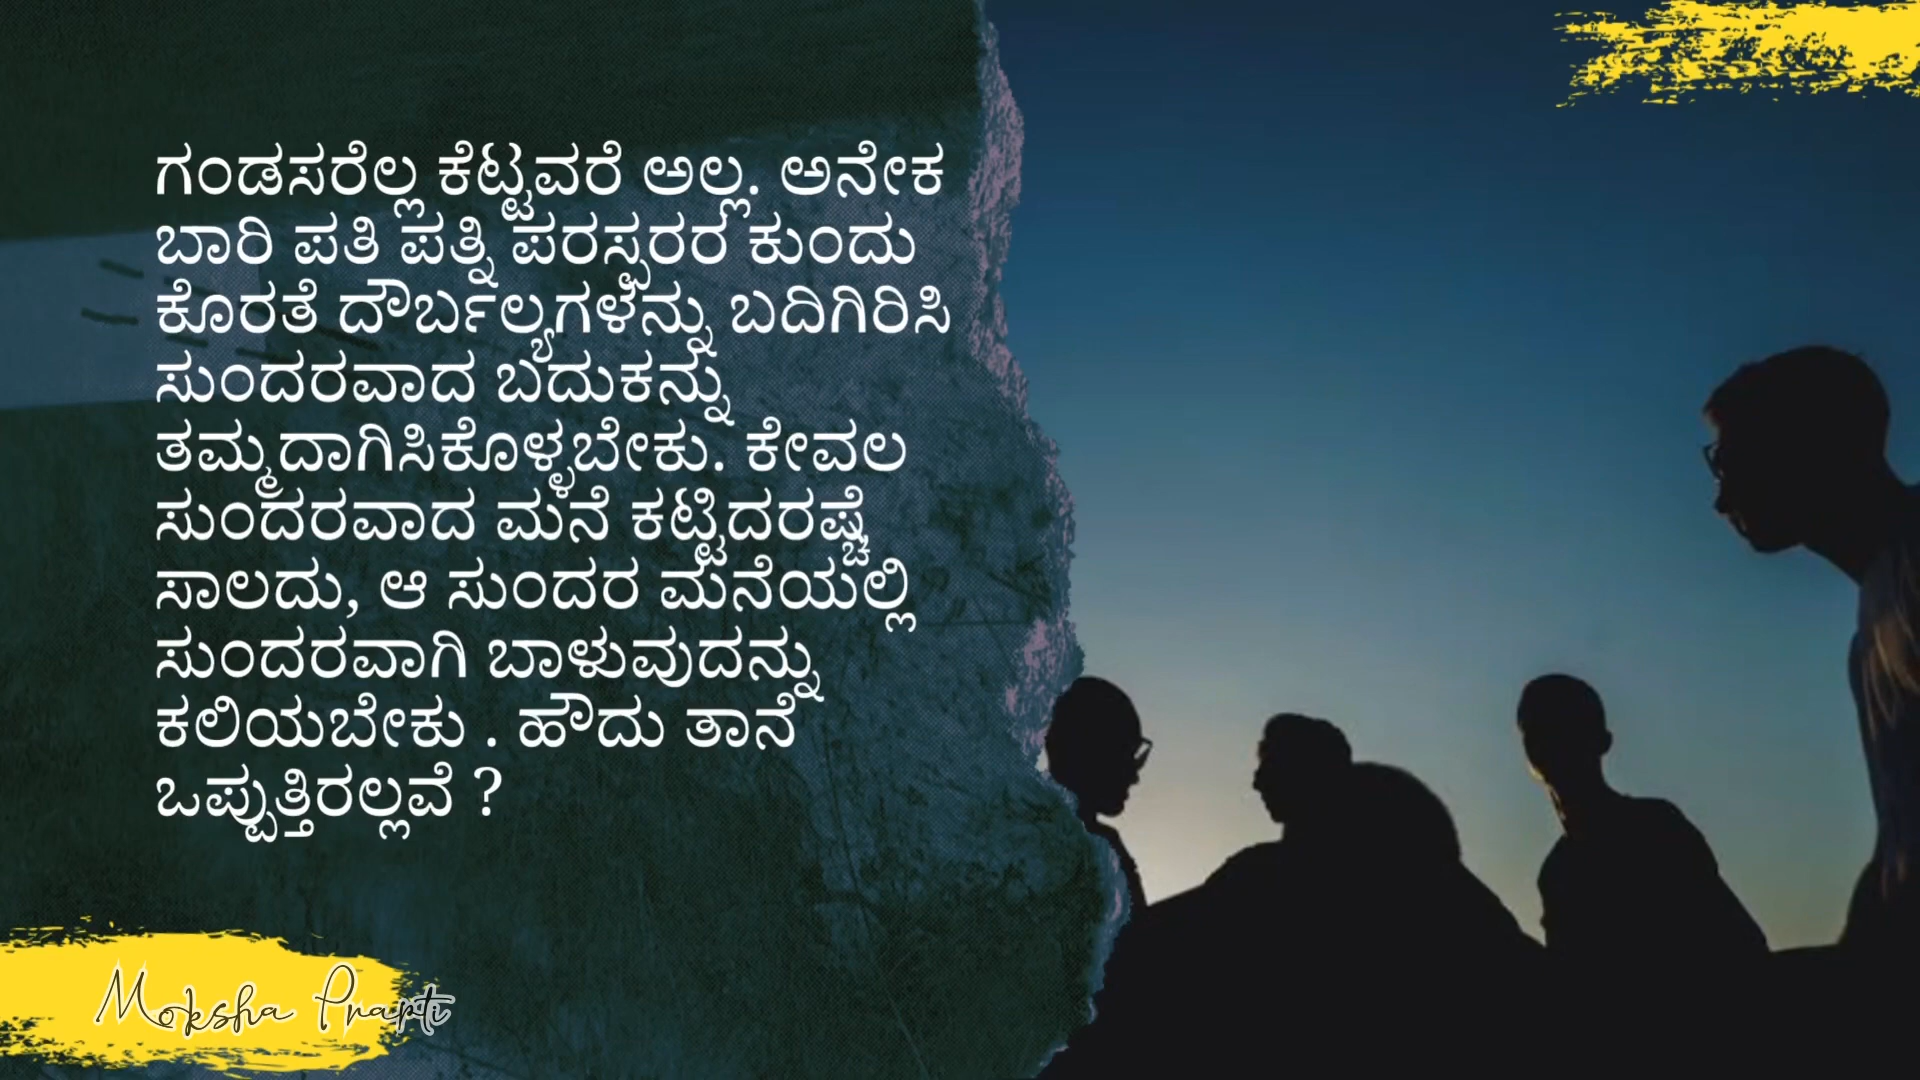 ಗಂಡಸರೆಲ್ಲ ಕೆಟ್ಟವರೆ ಅಲ್ಲ. ಅನೇಕ
ಬಾರಿ ಪತಿ ಪತ್ನಿ ಪರಸ್ಪರರ ಕುಂದು
ಕೊರತೆ ದೌರ್ಬಲ್ಯಗಳನ್ನು ಬದಿಗಿರಿಸಿ
ಸುಂದರವಾದ ಬದುಕನ್ನು
ತಮ್ಮದಾಗಿಸಿಕೊಳ್ಳಬೇಕು. ಕೇವಲ
ಸುಂದರವಾದ ಮನೆ ಕಟ್ಟಿದರಷ್ಚೆ
ಸಾಲದು, ಆ ಸುಂದರ ಮನೆಯಲ್ಲಿ
ಸುಂದರವಾಗಿ ಬಾಳುವುದನ್ನು
ಕಲಿಯಬೇಕು . ಹೌದು ತಾನೆ
ಒಪ್ಪುತ್ತಿರಲ್ಲವೆ ?
Moksha Prapti